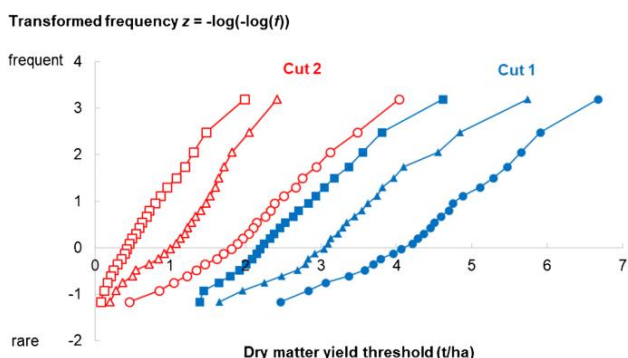 Transformed frequency z = -log(-log(f))
frequent
4
Cut 2
Cut 1
3
2
1
0
0
1
2
3
4
5
6
7
-1
rare
-2
Dry matter yield threshold (t/ha)